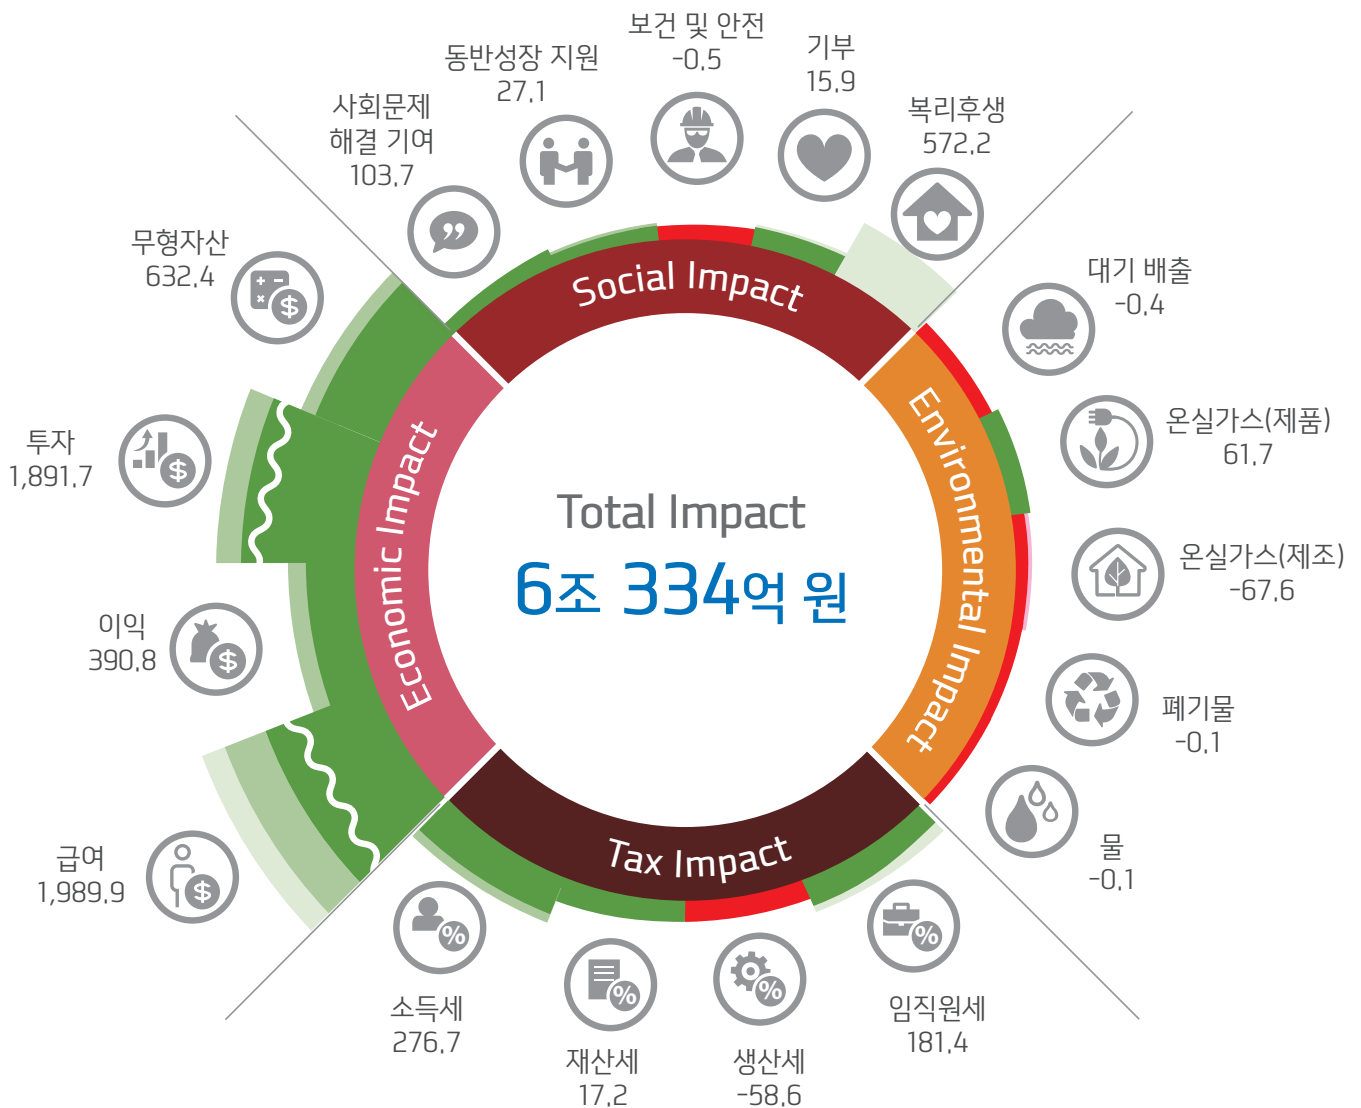 보건 및 안전
-0.5
동반성장 지원
27.1
기부
15.9
사회문제
해결 기여
103.7
복리후생
572.2
무형자산
632.4
대기 배출
-0.4
Social Impact
투자
1,891.7
온실가스(제품)
61.7
Economic Impact
Environmental Impact
Total Impact
6조 334억 원
온실가스(제조)
-67.6
이익
390.8
폐기물
-0.1
급여
1,989.9
물
-0.1
Tax Impact
$
$
$
$
%
%
%
%
소득세
276.7
재산세
17.2
생산세
-58.6
임직원세
181.4